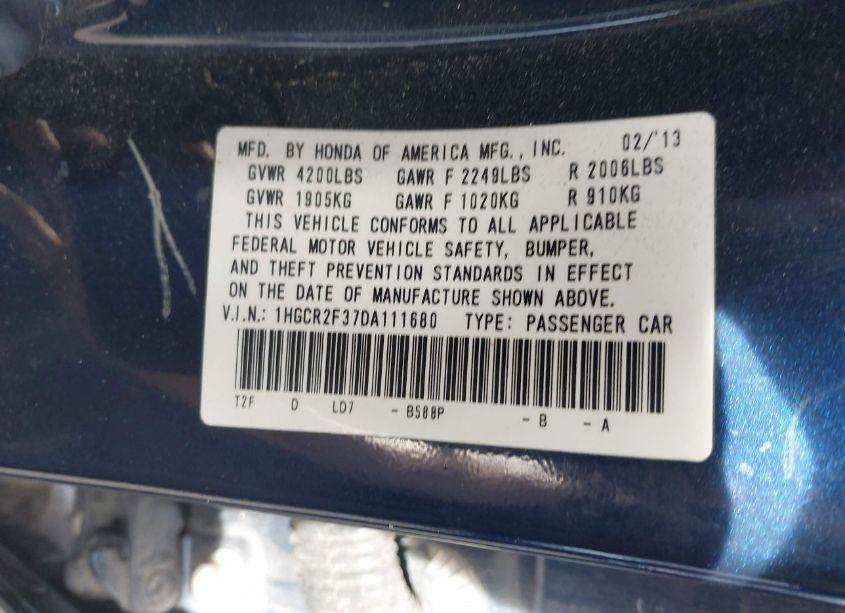 MFD. BY HONDA OF AMERICA MFG., INC. 02/'13
GVWR 4200LBS GAWR F 2249LBS R 2006LBS
GVWR 1905KG GAWR F 1020KG R 910KG
THIS VEHICLE CONFORMS TO ALL APPLICABLE
FEDERAL MOTOR VEHICLE SAFETY, BUMPER,
AND THEFT PREVENTION STANDARDS IN EFFECT
ON THE DATE OF MANUFACTURE SHOWN ABOVE.
V.I.N.: 1HGCR2F37DA111680 TYPE: PASSENGER CAR
T2F D LD7 - B588P - B - A